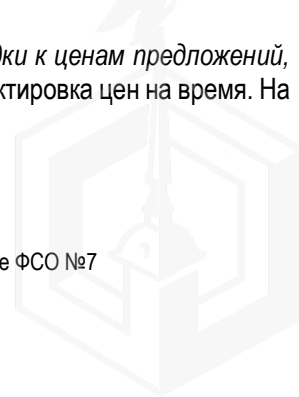 ки к ценам предложений,
ктировка цен на время. На
е ФСО №7